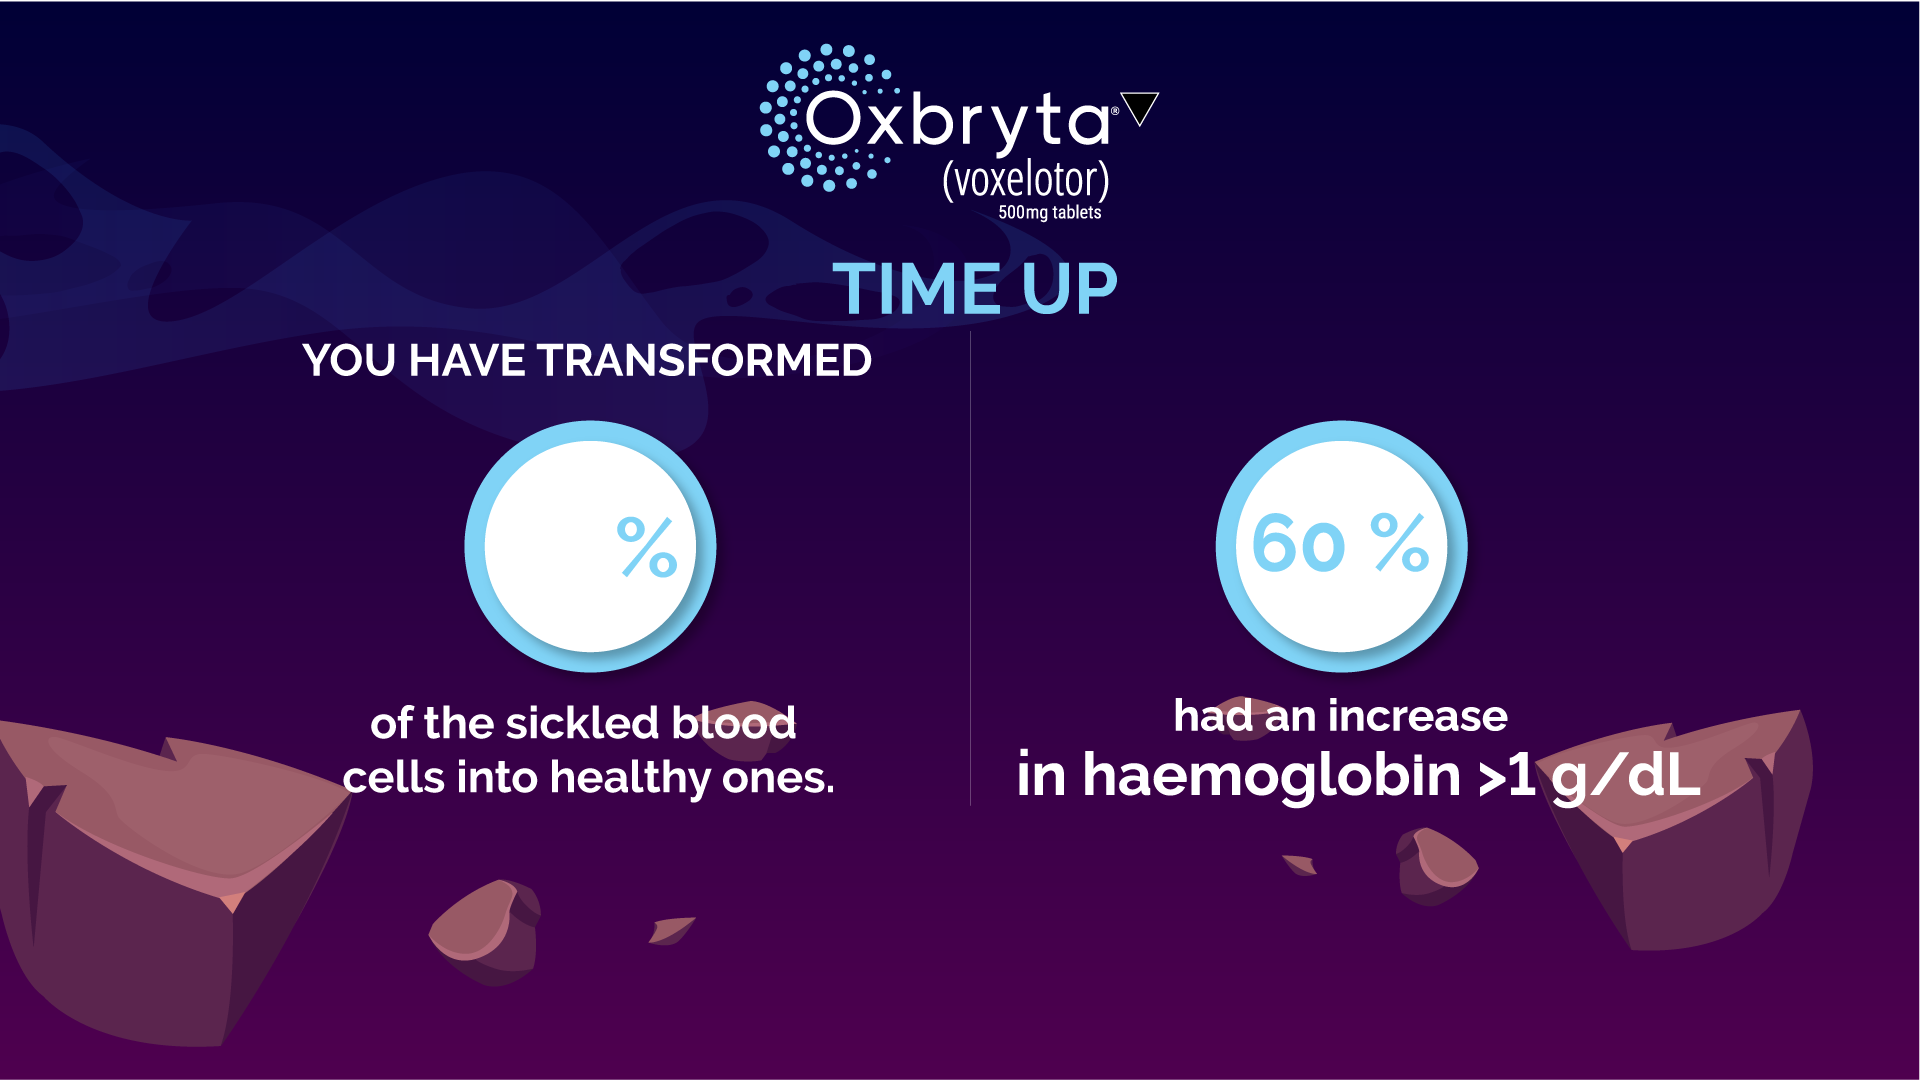 Oxbryta®
(voxelotor)
500mg tablets
TIME UP
YOU HAVE TRANSFORMED
%
of the sickled blood
cells into healthy ones.
60 %
had an increase
in haemoglobin >1 g/dL